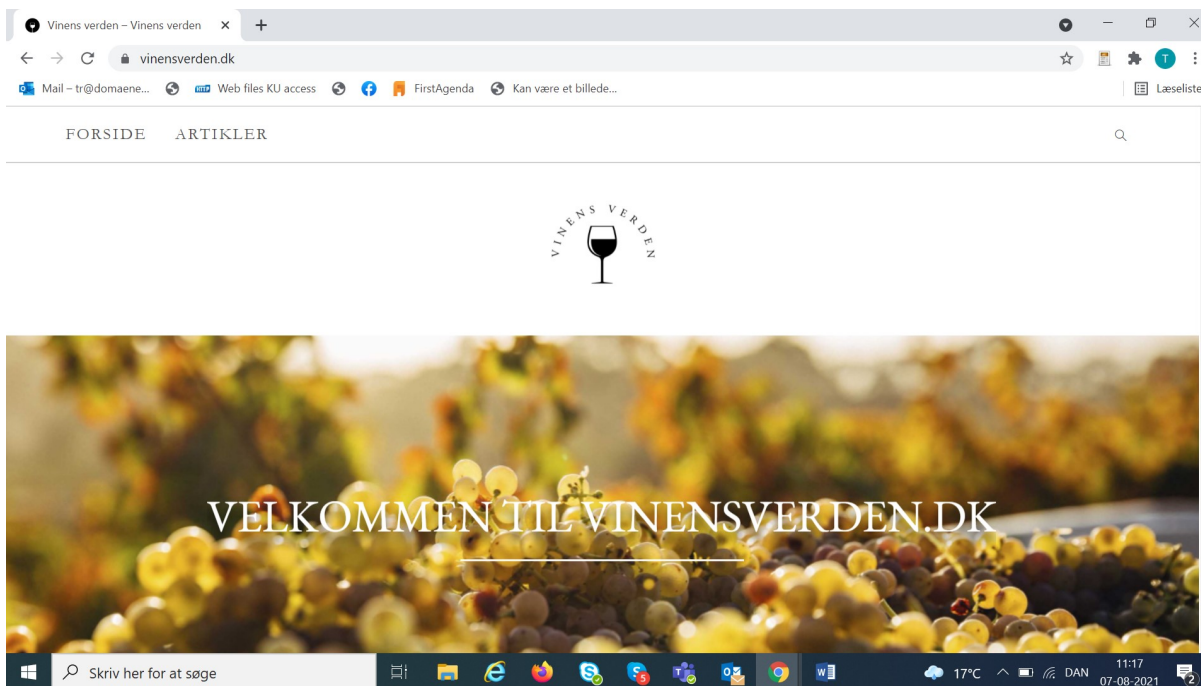 Vinens verden – Vinens verden
vinensverden.dk
Mail – tr@domaene...
HTTP
Web files KU access
FirstAgenda
Kan være et billede...
Læseliste
T
FORSIDE ARTIKLER
VINENS VERDEN
VELKOMMEN TIL VINENSVERDEN.DK
Skriv her for at søge
17°C
DAN
11:17
07-08-2021
2